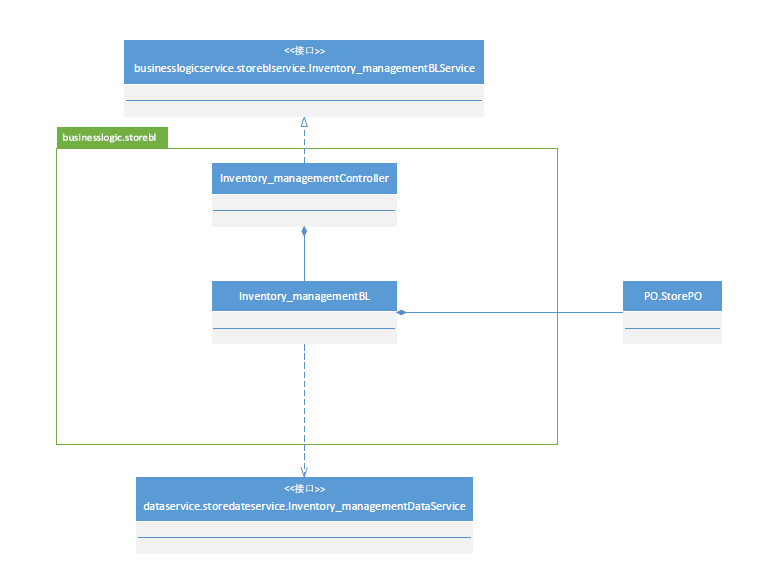 <<接口>>
businesslogicservice.storeblservice.Inventory_managementBLService
businesslogic.storebl
Inventory_managementController
Inventory_managementBL
PO.StorePO
<<接口>>
dataservice.storedateservice.Inventory_managementDataService